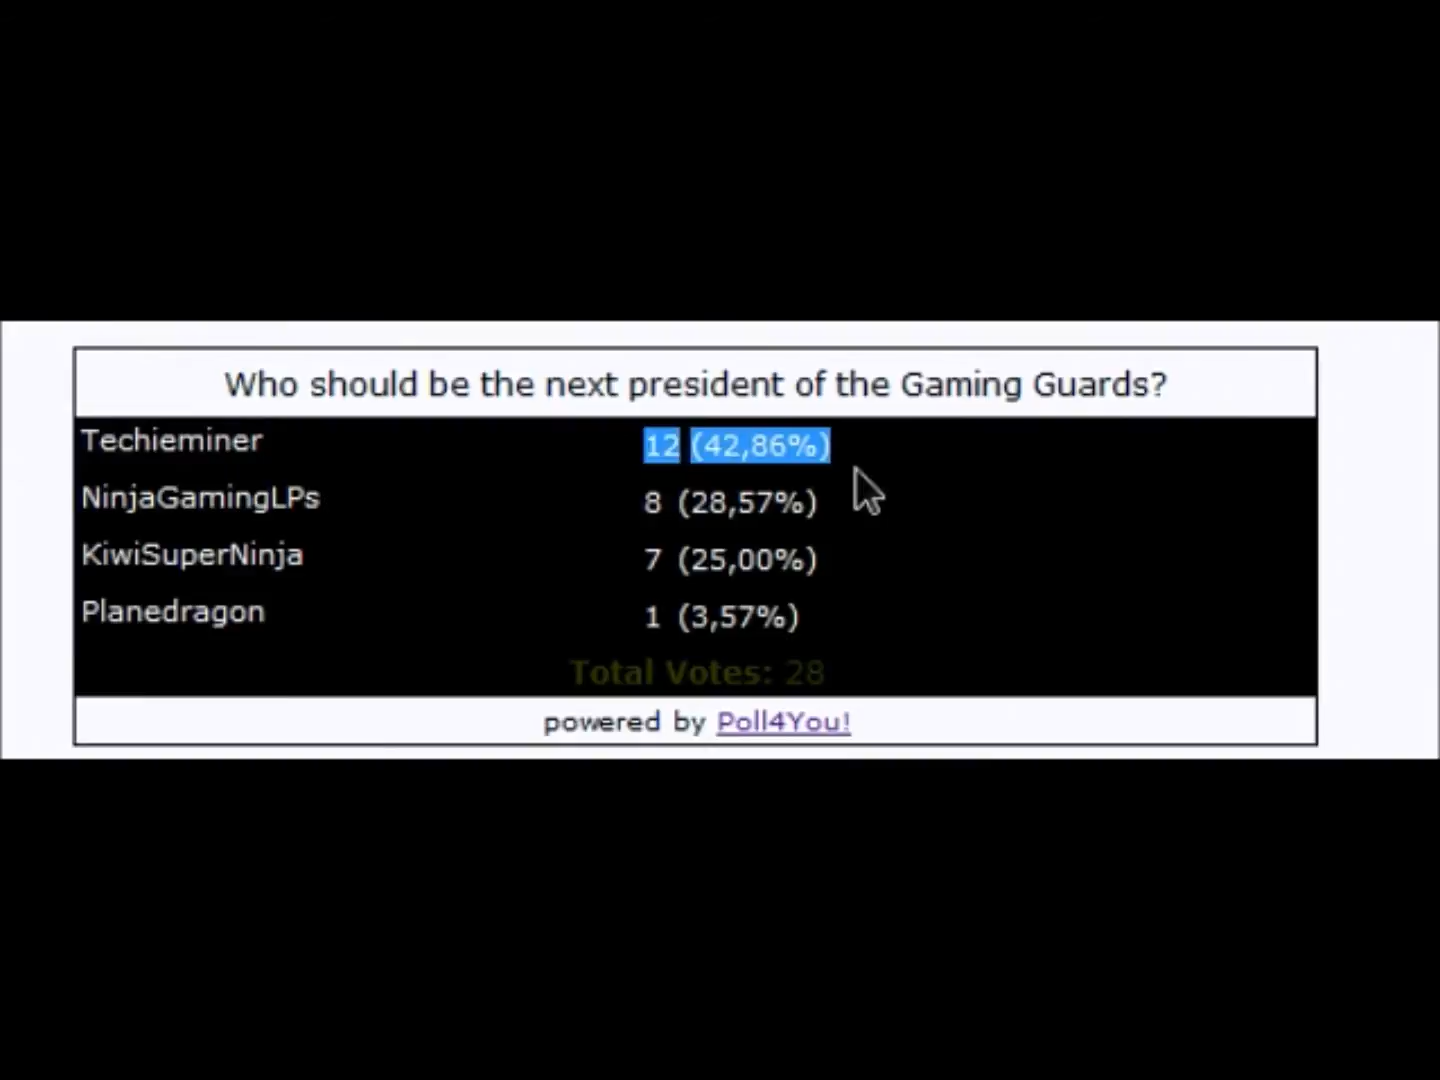 Who should be the next president of the Gaming Guards?
Techieminer 12 (42,86%)
NinjaGamingLPs 8 (28,57%)
KiwiSuperNinja 7 (25,00%)
Planedragon 1 (3,57%)
Total Votes: 28
powered by Poll4You!